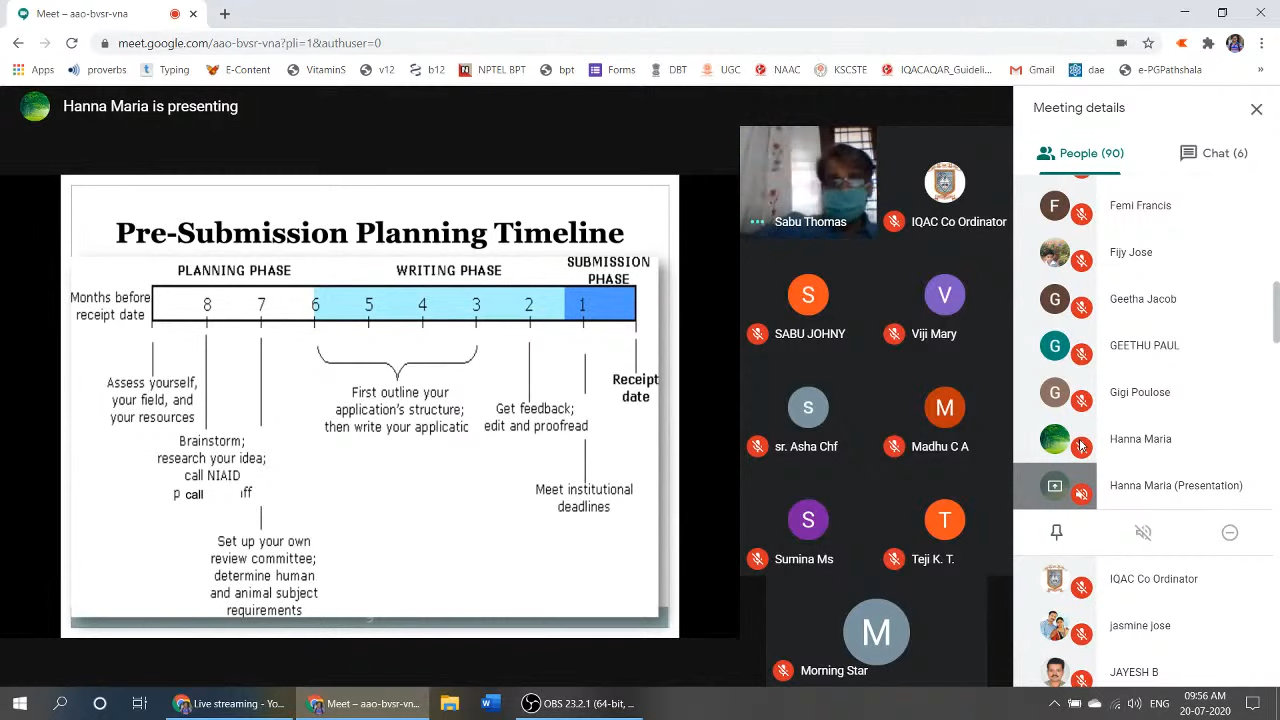 Meet – aao-bvsr-vna
meet.google.com/aao-bvsr-vna?pli=1&authuser=0
Apps proverbs Typing E-Content VitaminS v12 b12 NPTEL BPT bpt Forms DBT UGC NAAC KSCSTE IQACAQAR_Guideli... Gmail dae e-PGPathshala »
Hanna Maria is presenting
Pre-Submission Planning Timeline
PLANNING PHASE
WRITING PHASE
SUBMISSION
PHASE
Months before
receipt date
8 7 6 5 4 3 2 1
Assess yourself,
your field, and
your resources
Brainstorm;
research your idea;
call NIAID
p call ff
Set up your own
review committee;
determine human
and animal subject
requirements
First outline your
application's structure;
then write your applicatic
Get feedback;
edit and proofread
Meet institutional
deadlines
Receipt
date
Sabu Thomas
IQAC Co Ordinator
S
SABU JOHNY
V
Viji Mary
s
sr. Asha Chf
M
Madhu C A
S
Sumina Ms
T
Teji K. T.
M
Morning Star
Meeting details
People (90)
Chat (6)
F Femi Francis
Fijy Jose
G Geetha Jacob
G GEETHU PAUL
G Gigi Poulose
Hanna Maria
Hanna Maria (Presentation)
IQAC Co Ordinator
jasmine jose
JAYESH B
Live streaming - Yo...
Meet – aao-bvsr-vn...
W
OBS 23.2.1 (64-bit, ...
ENG
09:56 AM
20-07-2020